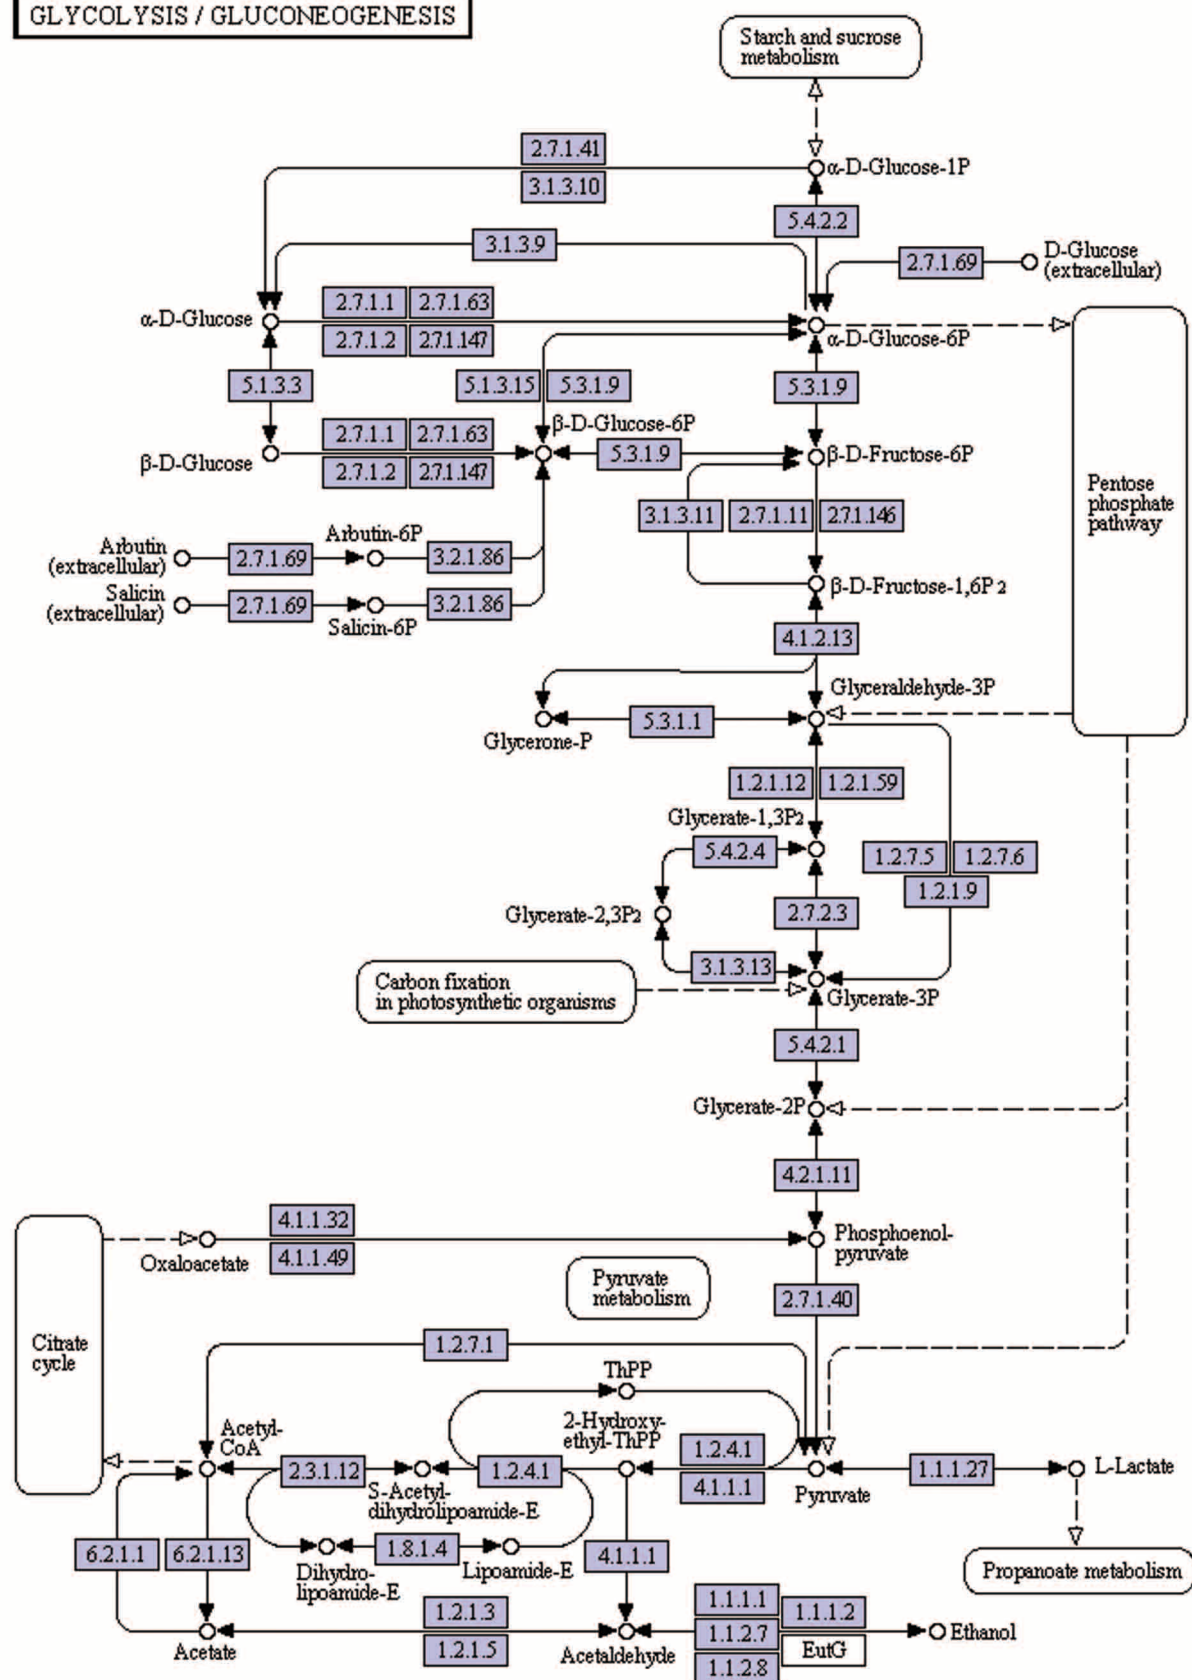 GLYCOLYSIS / GLUCONEOGENESIS
Starch and sucrose
metabolism
2.7.1.41
3.1.3.10
α-D-Glucose-1P
5.4.2.2
3.1.3.9
2.7.1.69
D-Glucose
(extracellular)
α-D-Glucose
2.7.1.1
2.7.1.63
2.7.1.2
2.7.1.147
α-D-Glucose-6P
5.1.3.3
5.1.3.15
5.3.1.9
5.3.1.9
β-D-Glucose
2.7.1.1
2.7.1.63
2.7.1.2
2.7.1.147
β-D-Glucose-6P
5.3.1.9
β-D-Fructose-6P
Pentose
phosphate
pathway
3.1.3.11
2.7.1.11
2.7.1.146
Arbutin
(extracellular)
2.7.1.69
Arbutin-6P
3.2.1.86
Salicin
(extracellular)
2.7.1.69
Salicin-6P
3.2.1.86
β-D-Fructose-1,6P2
4.1.2.13
Glyceraldehyde-3P
5.3.1.1
Glycerone-P
1.2.1.12
1.2.1.59
Glycerate-1,3P2
5.4.2.4
1.2.7.5
1.2.7.6
1.2.1.9
Glycerate-2,3P2
2.7.2.3
3.1.3.13
Carbon fixation
in photosynthetic organisms
Glycerate-3P
5.4.2.1
Glycerate-2P
4.2.1.11
4.1.1.32
4.1.1.49
Oxaloacetate
Phosphoenol-
pyruvate
Pyruvate
metabolism
2.7.1.40
Citrate
cycle
1.2.7.1
ThPP
Acetyl-
CoA
2-Hydroxy-
ethyl-ThPP
2.3.1.12
S-Acetyl-
dihydrolipoamide-E
1.2.4.1
1.2.4.1
4.1.1.1
Pyruvate
1.1.1.27
L-Lactate
6.2.1.1
6.2.1.13
Dihydro-
lipoamide-E
1.8.1.4
Lipoamide-E
4.1.1.1
Propanoate metabolism
Acetate
1.2.1.3
1.2.1.5
Acetaldehyde
1.1.1.1
1.1.1.2
1.1.2.7
EutG
1.1.2.8
Ethanol